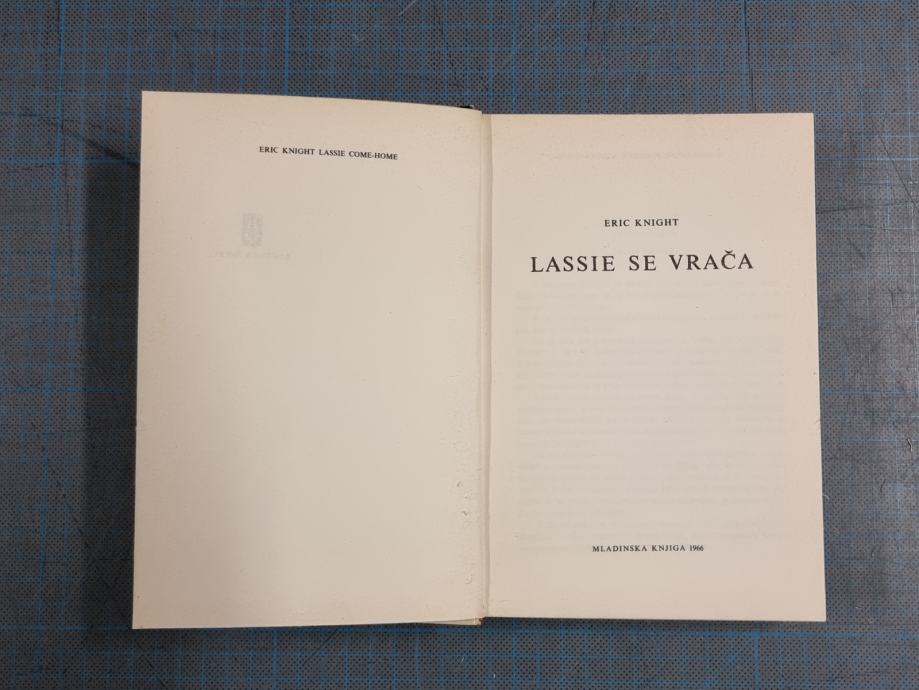 ERIC KNIGHT LASSIE COME-HOME
ERIC KNIGHT
LASSIE SE VRAČA
MLADINSKA KNJIGA 1966